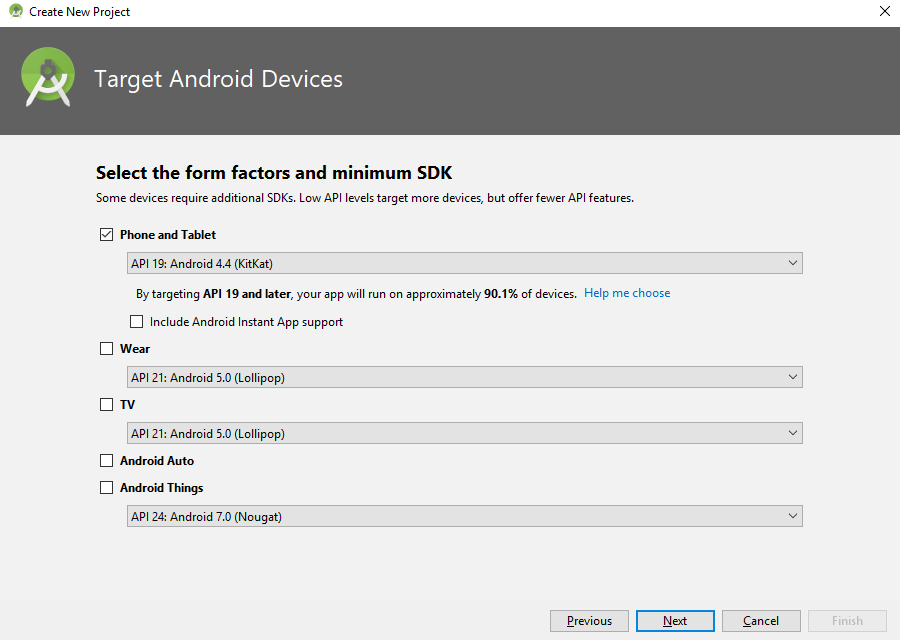 Create New Project
Target Android Devices
Select the form factors and minimum SDK
Some devices require additional SDKs. Low API levels target more devices, but offer fewer API features.
Phone and Tablet
API 19: Android 4.4 (KitKat)
By targeting API 19 and later, your app will run on approximately 90.1% of devices. Help me choose
Include Android Instant App support
Wear
API 21: Android 5.0 (Lollipop)
TV
API 21: Android 5.0 (Lollipop)
Android Auto
Android Things
API 24: Android 7.0 (Nougat)
Previous Next Cancel Finish